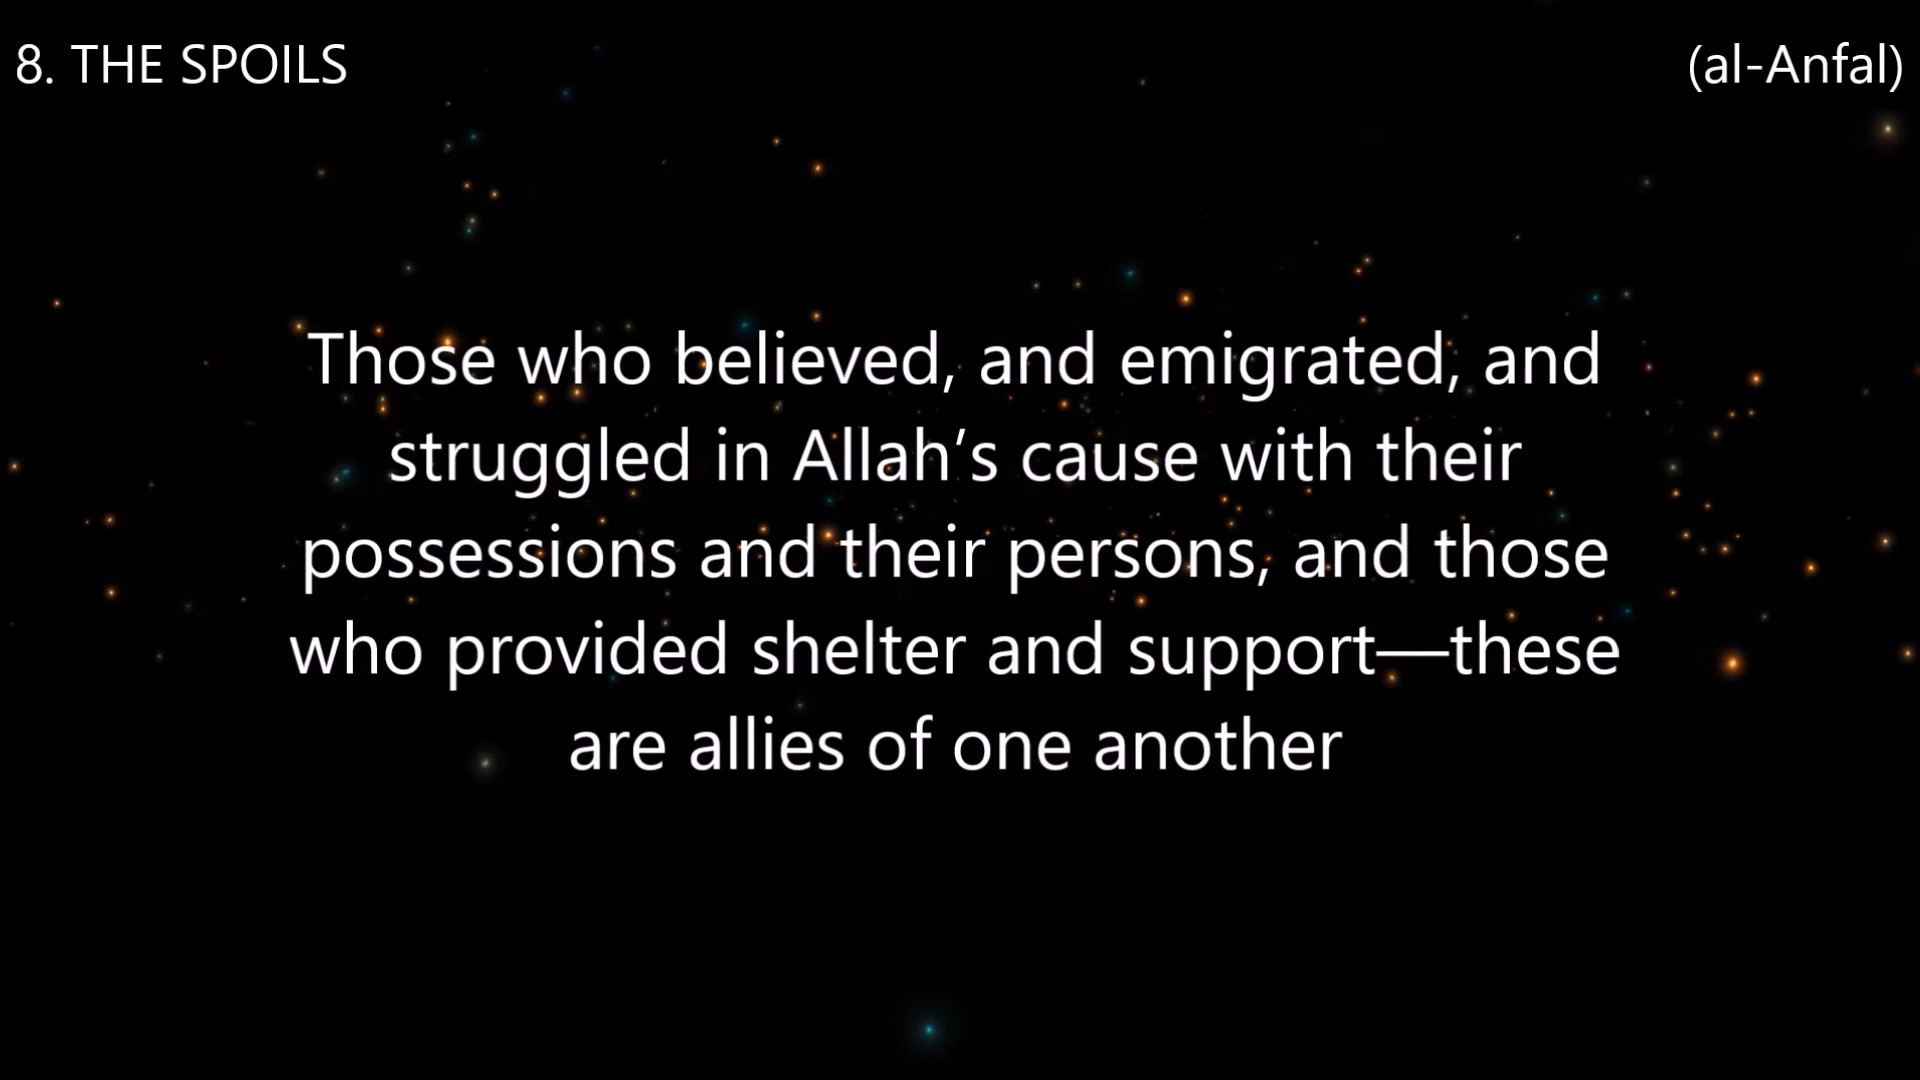 8. THE SPOILS
(al-Anfal)
Those who believed, and emigrated, and
struggled in Allah’s cause with their
possessions and their persons, and those
who provided shelter and support—these
are allies of one another